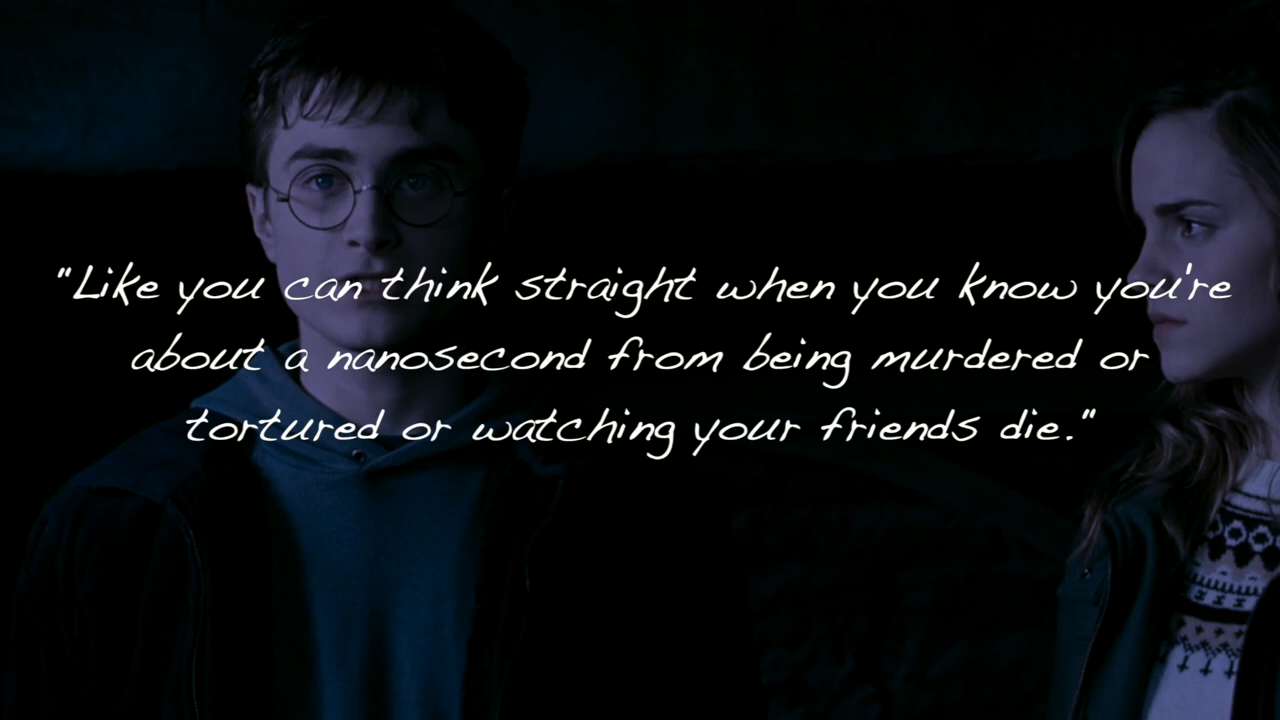 "Like you can think straight when you know you're
about a nanosecond from being murdered or
tortured or watching your friends die."